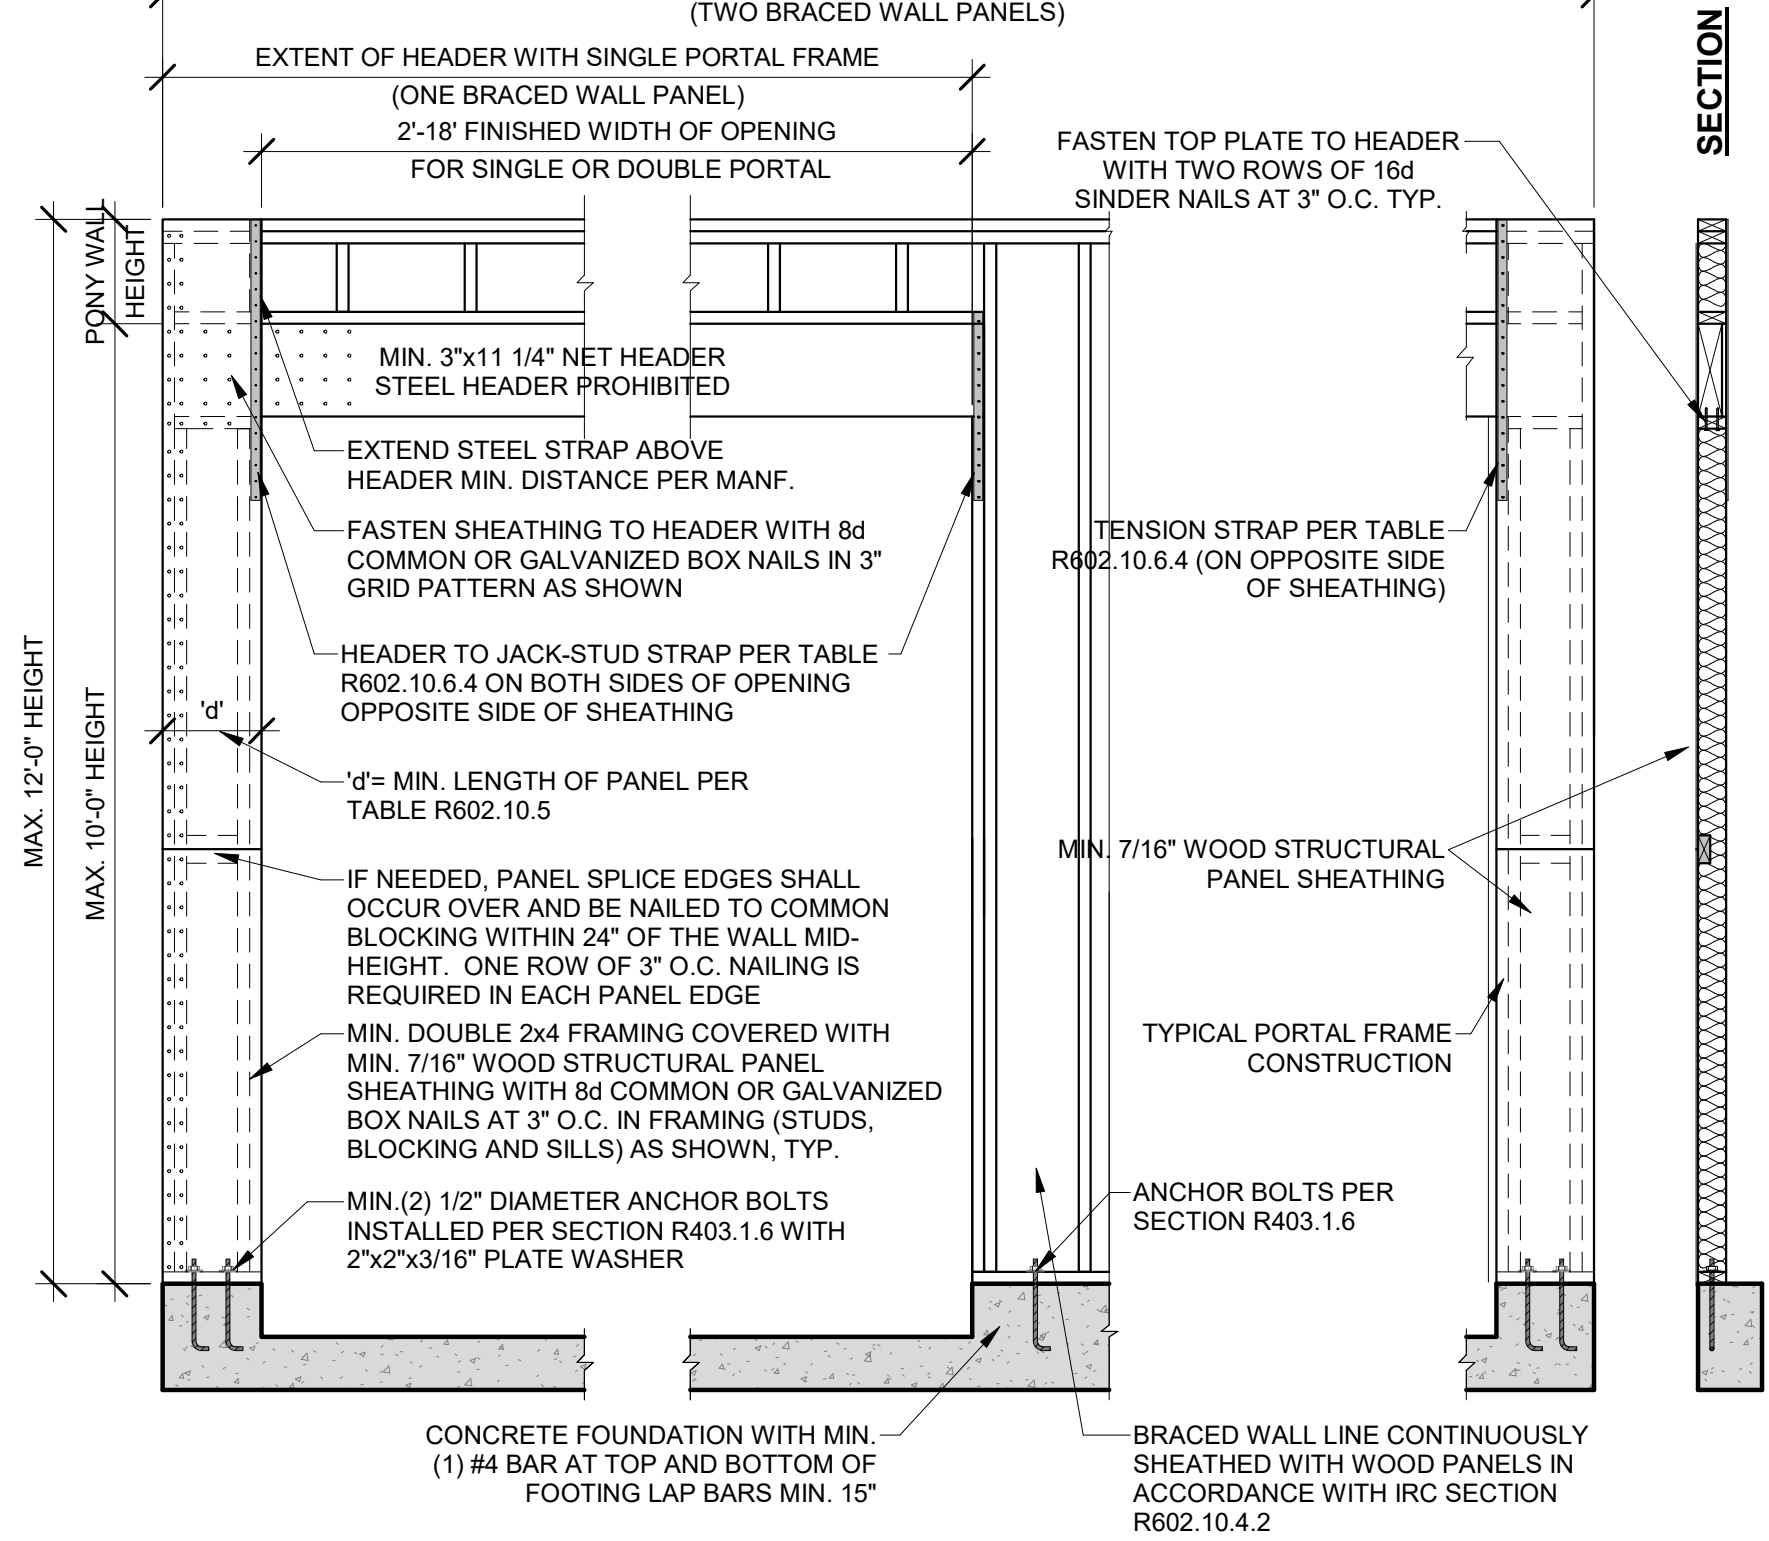 (TWO BRACED WALL PANELS)
EXTENT OF HEADER WITH SINGLE PORTAL FRAME
(ONE BRACED WALL PANEL)
2'-18' FINISHED WIDTH OF OPENING
FOR SINGLE OR DOUBLE PORTAL
SECTION
FASTEN TOP PLATE TO HEADER
WITH TWO ROWS OF 16d
SINDER NAILS AT 3" O.C. TYP.
PONY WALL
HEIGHT
MAX. 12'-0" HEIGHT
MAX. 10'-0" HEIGHT
MIN. 3"x11 1/4" NET HEADER
STEEL HEADER PROHIBITED
EXTEND STEEL STRAP ABOVE
HEADER MIN. DISTANCE PER MANF.
FASTEN SHEATHING TO HEADER WITH 8d
COMMON OR GALVANIZED BOX NAILS IN 3"
GRID PATTERN AS SHOWN
TENSION STRAP PER TABLE
R602.10.6.4 (ON OPPOSITE SIDE
OF SHEATHING)
HEADER TO JACK-STUD STRAP PER TABLE
R602.10.6.4 ON BOTH SIDES OF OPENING
OPPOSITE SIDE OF SHEATHING
'd'
'd'= MIN. LENGTH OF PANEL PER
TABLE R602.10.5
MIN. 7/16" WOOD STRUCTURAL
PANEL SHEATHING
IF NEEDED, PANEL SPLICE EDGES SHALL
OCCUR OVER AND BE NAILED TO COMMON
BLOCKING WITHIN 24" OF THE WALL MID-
HEIGHT. ONE ROW OF 3" O.C. NAILING IS
REQUIRED IN EACH PANEL EDGE
MIN. DOUBLE 2x4 FRAMING COVERED WITH
MIN. 7/16" WOOD STRUCTURAL PANEL
SHEATHING WITH 8d COMMON OR GALVANIZED
BOX NAILS AT 3" O.C. IN FRAMING (STUDS,
BLOCKING AND SILLS) AS SHOWN, TYP.
TYPICAL PORTAL FRAME
CONSTRUCTION
MIN.(2) 1/2" DIAMETER ANCHOR BOLTS
INSTALLED PER SECTION R403.1.6 WITH
2"x2"x3/16" PLATE WASHER
ANCHOR BOLTS PER
SECTION R403.1.6
CONCRETE FOUNDATION WITH MIN.
(1) #4 BAR AT TOP AND BOTTOM OF
FOOTING LAP BARS MIN. 15"
BRACED WALL LINE CONTINUOUSLY
SHEATHED WITH WOOD PANELS IN
ACCORDANCE WITH IRC SECTION
R602.10.4.2